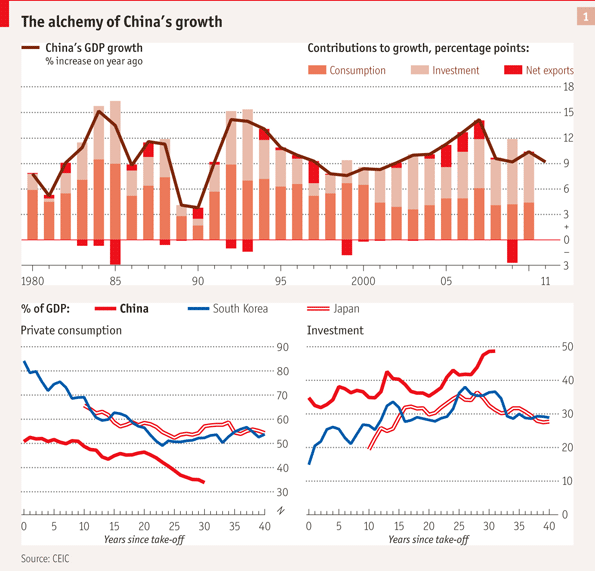 The alchemy of China's growth
1
China's GDP growth
% increase on year ago
Contributions to growth, percentage points:
Consumption Investment Net exports
18
15
12
9
6
3
+
0
–
3
1980 85 90 95 2000 05 11
% of GDP: China South Korea Japan
Private consumption
90
80
70
60
50
40
30
0 5 10 15 20 25 30 35 40
Years since take-off
Investment
50
40
30
20
10
0
0 5 10 15 20 25 30 35 40
Years since take-off
Source: CEIC